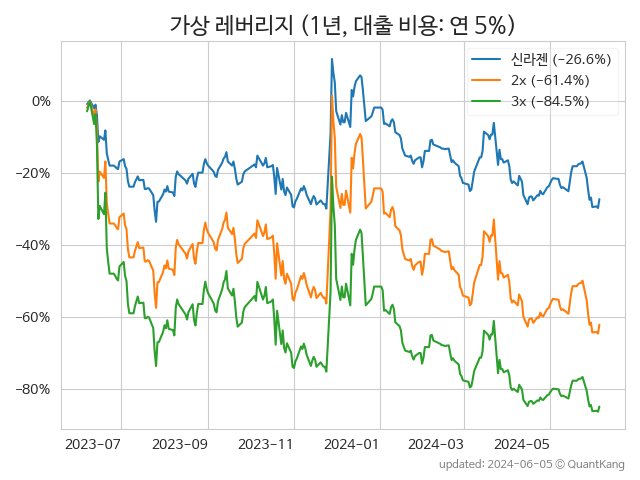 가상 레버리지 (1년, 대출 비용: 연 5%)
신라젠 (−26.6%)
2x (−61.4%)
3x (−84.5%)
0%
−20%
−40%
−60%
−80%
2023-07 2023-09 2023-11 2024-01 2024-03 2024-05
updated: 2024-06-05 © QuantKang